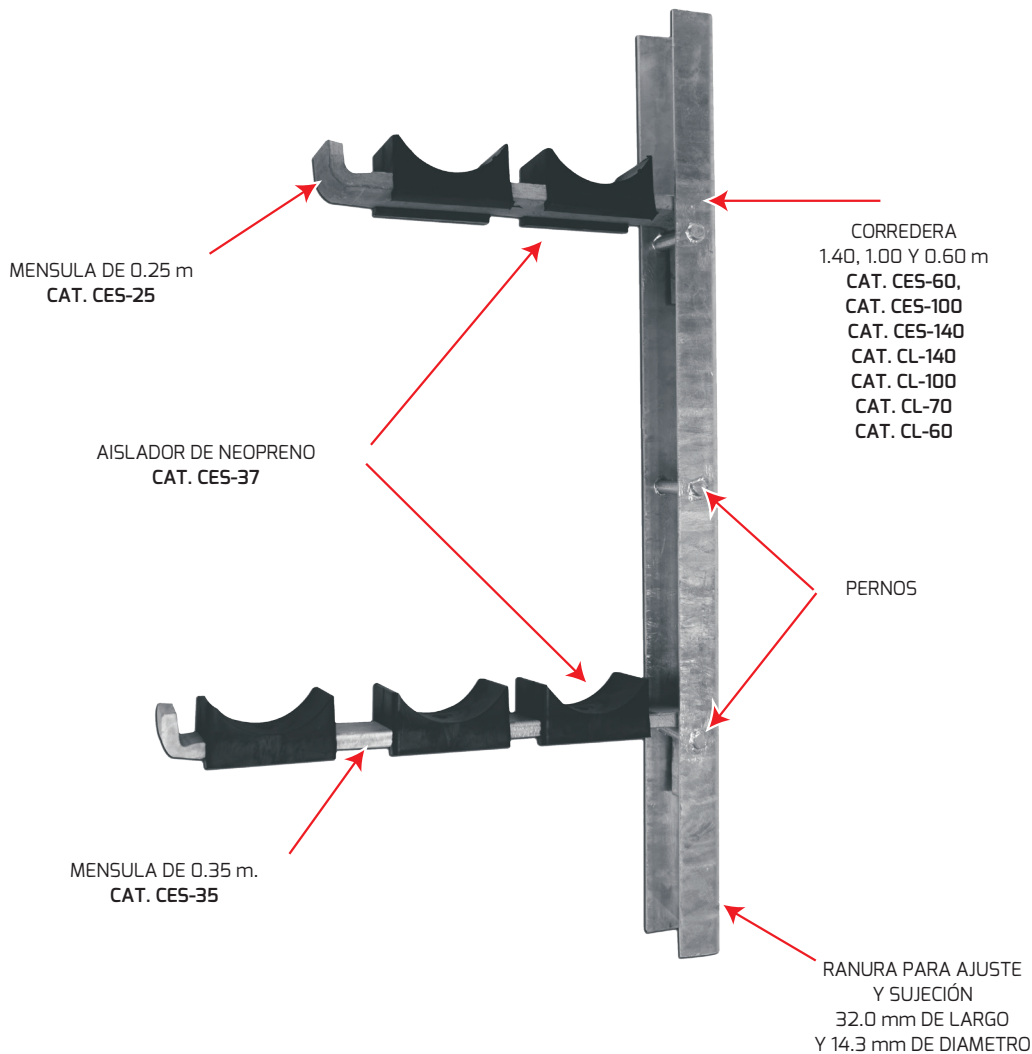 MENSULA DE 0.25 m
CAT. CES-25
CORREDERA
1.40, 1.00 Y 0.60 m
CAT. CES-60,
CAT. CES-100
CAT. CES-140
CAT. CL-140
CAT. CL-100
CAT. CL-70
CAT. CL-60
AISLADOR DE NEOPRENO
CAT. CES-37
PERNOS
MENSULA DE 0.35 m.
CAT. CES-35
RANURA PARA AJUSTE
Y SUJECIÓN
32.0 mm DE LARGO
Y 14.3 mm DE DIAMETRO